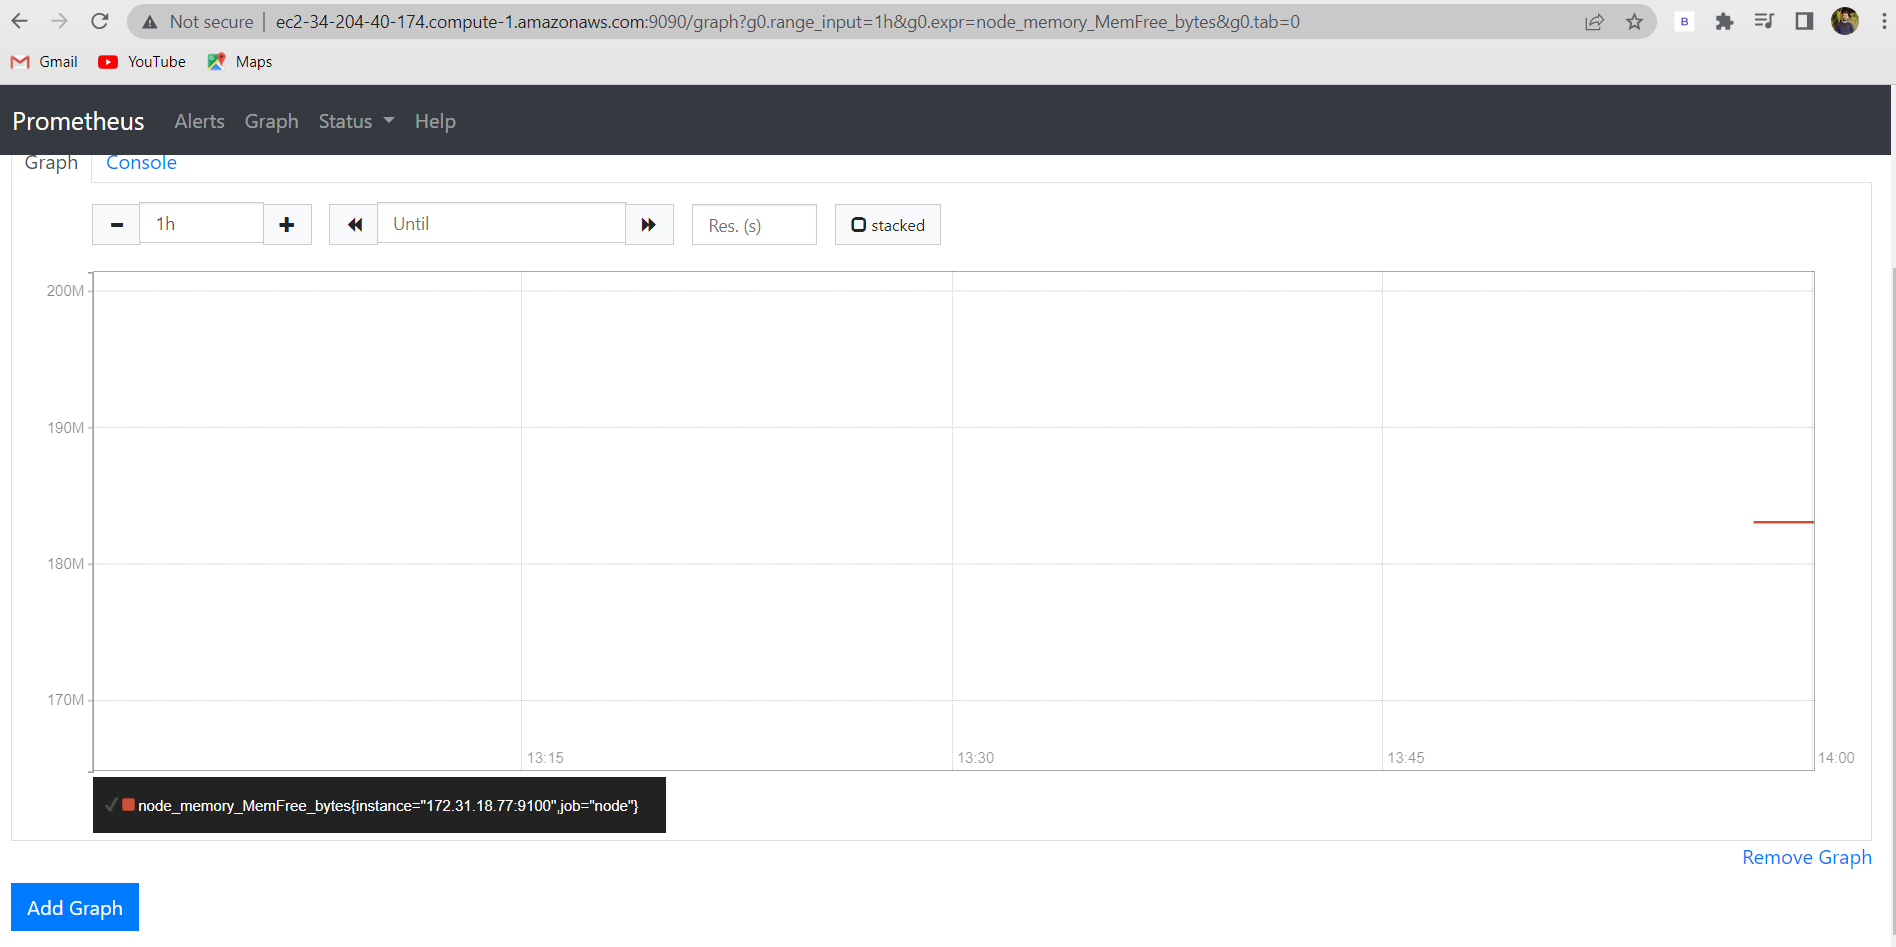 Not secure ec2-34-204-40-174.compute-1.amazonaws.com:9090/graph?g0.range_input=1h&g0.expr=node_memory_MemFree_bytes&g0.tab=0
B
Gmail YouTube Maps
Prometheus Alerts Graph Status Help
Graph Console
1h Until Res. (s) stacked
200M
190M
180M
170M
13:15 13:30 13:45 14:00
node_memory_MemFree_bytes{instance="172.31.18.77:9100",job="node"}
Remove Graph
Add Graph